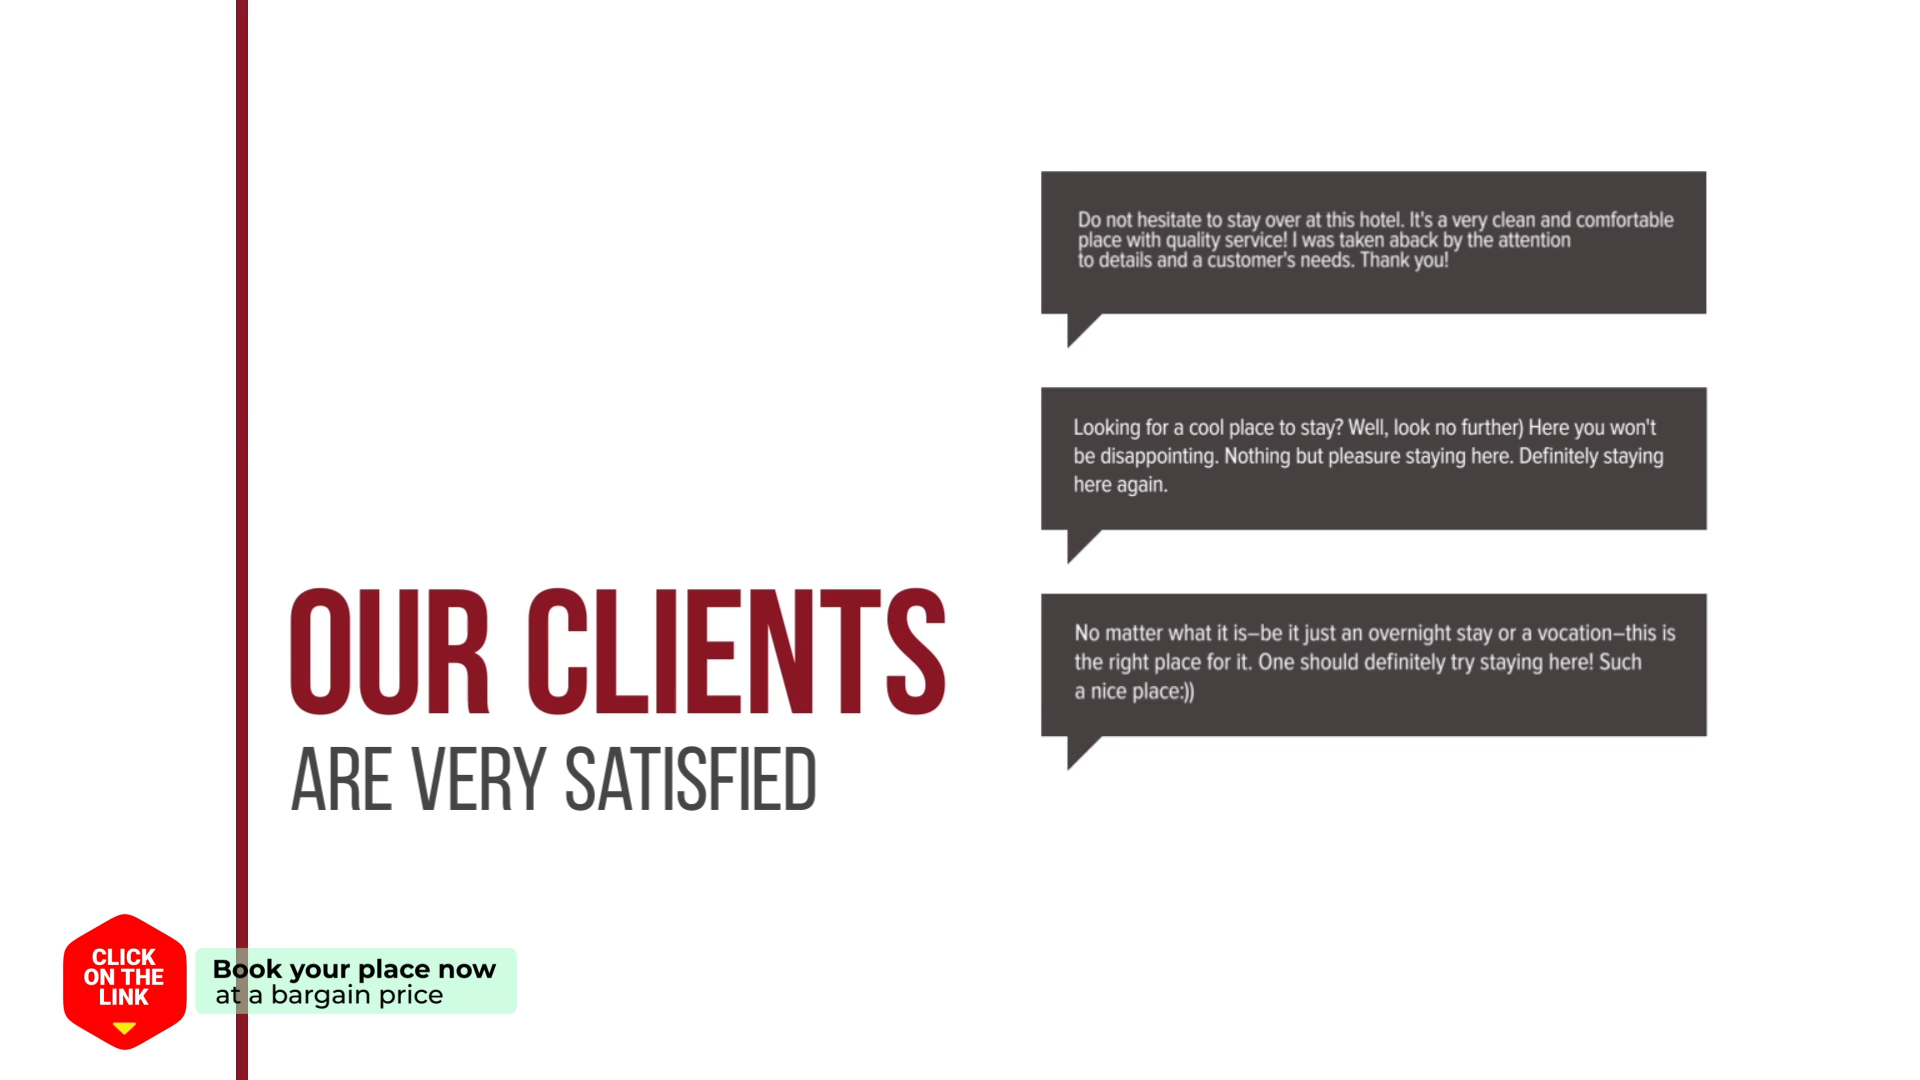 Do not hesitate to stay over at this hotel. It's a very clean and comfortable
place with quality service! I was taken aback by the attention
to details and a customer's needs. Thank you!
Looking for a cool place to stay? Well, look no further) Here you won't
be disappointing. Nothing but pleasure staying here. Definitely staying
here again.
No matter what it is–be it just an overnight stay or a vocation–this is
the right place for it. One should definitely try staying here! Such
a nice place:))
OUR CLIENTS
ARE VERY SATISFIED
CLICK
ON THE
LINK
Book your place now
at a bargain price